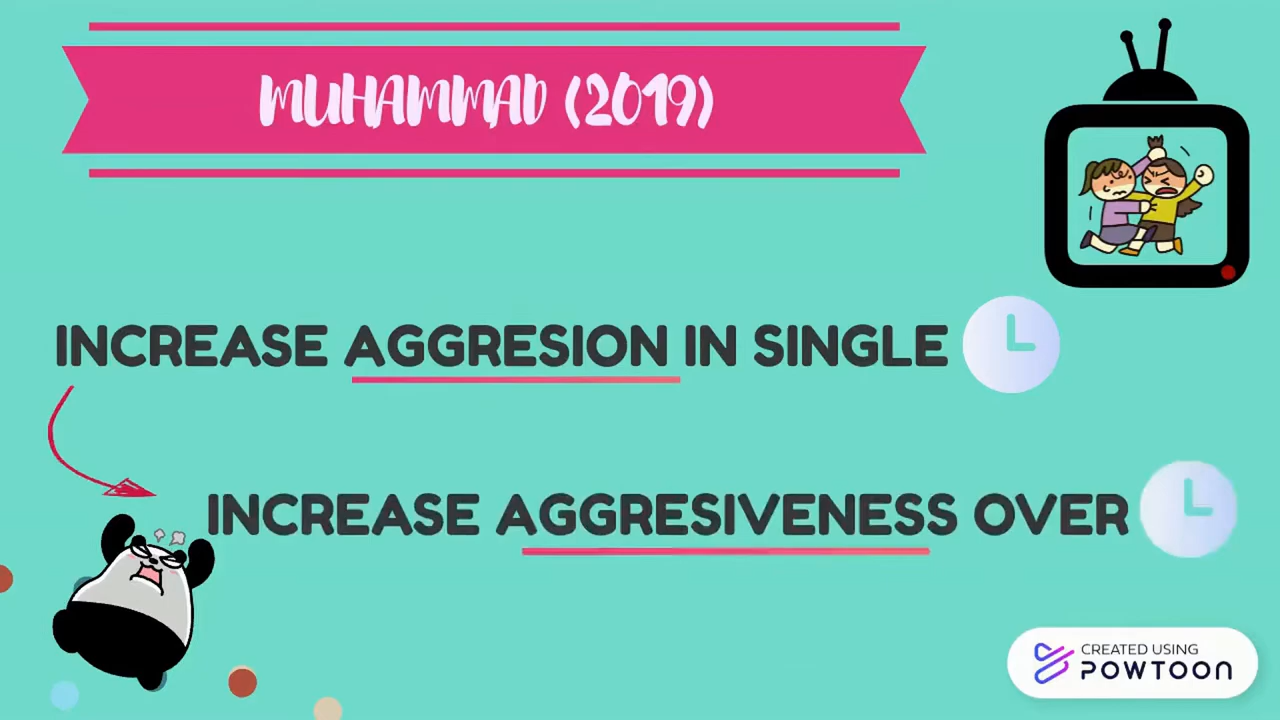 MUHAMMAD (2019)
INCREASE AGGRESION IN SINGLE
INCREASE AGGRESIVENESS OVER
CREATED USING
POWTOON